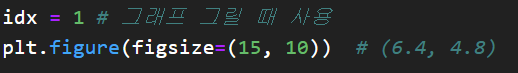 idx = 1 # 그래프 그릴 때 사용
plt.figure(figsize=(15, 10))  # (6.4, 4.8)